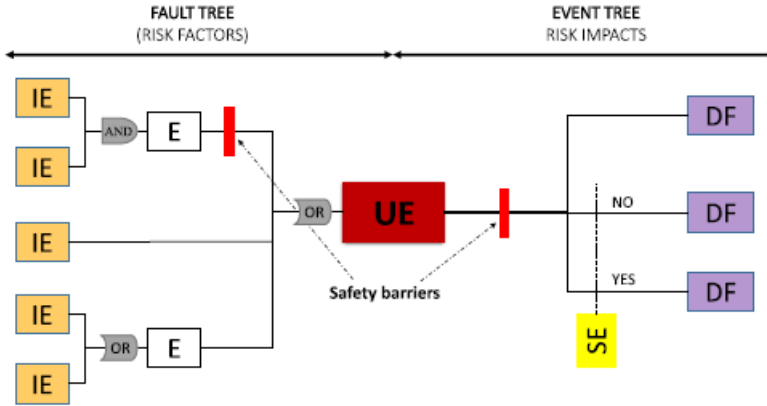 FAULT TREE
(RISK FACTORS)
EVENT TREE
RISK IMPACTS
IE
IE
AND
E
IE
IE
IE
OR
E
OR
UE
Safety barriers
DF
NO
DF
YES
DF
SE